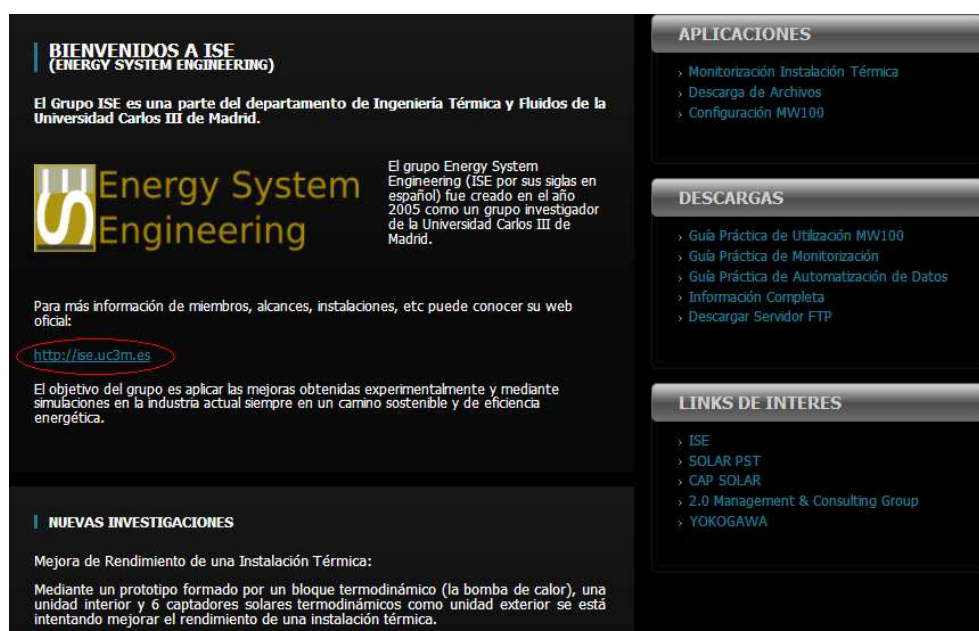 BIENVENIDOS A ISE
(ENERGY SYSTEM ENGINEERING)
El Grupo ISE es una parte del departamento de Ingeniería Térmica y Fluidos de la
Universidad Carlos III de Madrid.
Energy System
Engineering
El grupo Energy System
Engineering (ISE por sus siglas en
español) fue creado en el año
2005 como un grupo investigador
de la Universidad Carlos III de
Madrid.
Para más información de miembros, alcances, instalaciones, etc puede conocer su web
oficial:
http://ise.uc3m.es
El objetivo del grupo es aplicar las mejoras obtenidas experimentalmente y mediante
simulaciones en la industria actual siempre en un camino sostenible y de eficiencia
energética.
NUEVAS INVESTIGACIONES
Mejora de Rendimiento de una Instalación Térmica:
Mediante un prototipo formado por un bloque termodinámico (la bomba de calor), una
unidad interior y 6 captadores solares termodinámicos como unidad exterior se está
intentando mejorar el rendimiento de una instalación térmica.
APLICACIONES
› Monitorización Instalación Térmica
› Descarga de Archivos
› Configuración MW100
DESCARGAS
› Guía Práctica de Utilización MW100
› Guía Práctica de Monitorización
› Guía Práctica de Automatización de Datos
› Información Completa
› Descargar Servidor FTP
LINKS DE INTERES
› ISE
› SOLAR PST
› CAP SOLAR
› 2.0 Management & Consulting Group
› YOKOGAWA